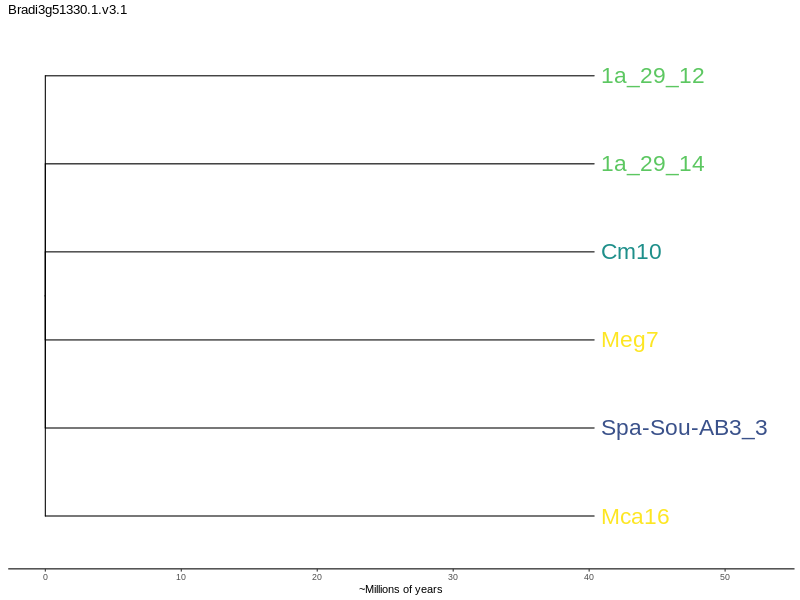 Bradi3g51330.1.v3.1
1a_29_12
1a_29_14
Cm10
Meg7
Spa-Sou-AB3_3
Mca16
0 10 20 30 40 50
~Millions of years